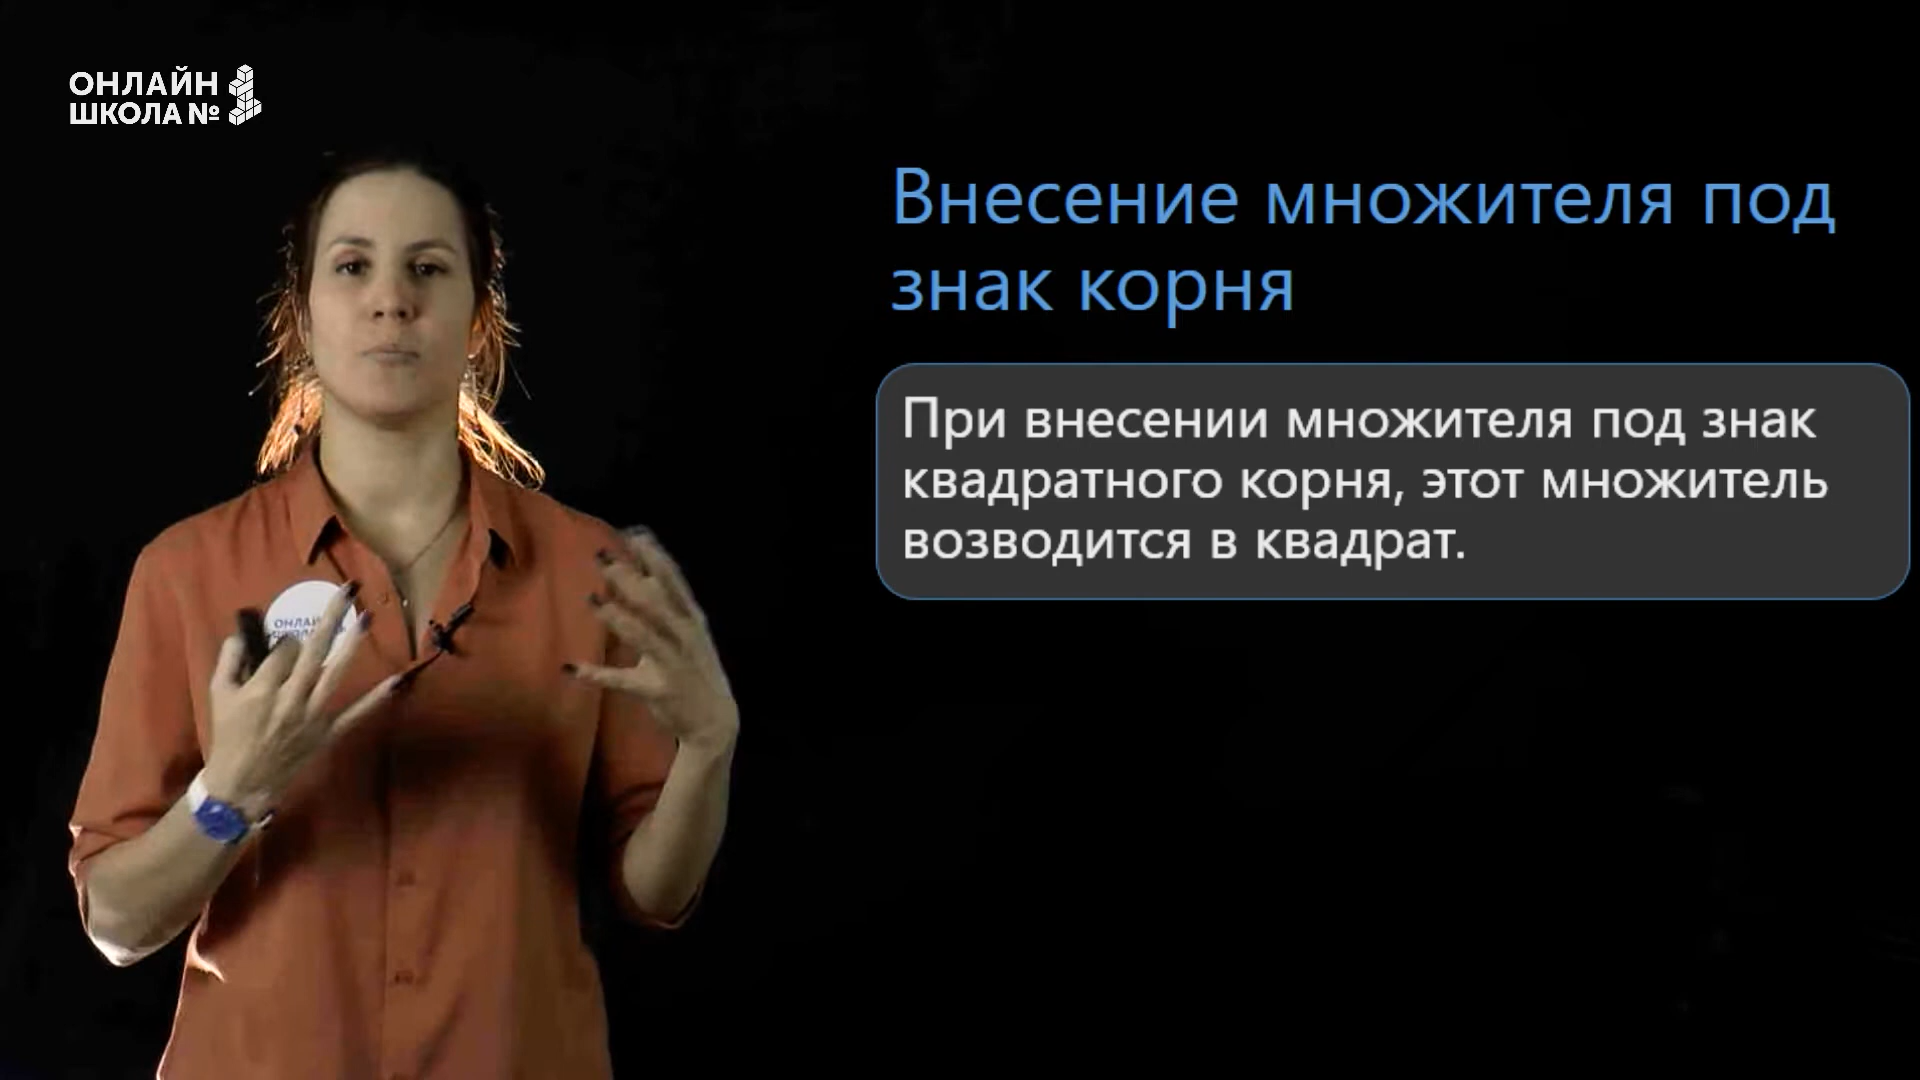 ОНЛАЙН
ШКОЛА №
Внесение множителя под
знак корня
При внесении множителя под знак
квадратного корня, этот множитель
возводится в квадрат.